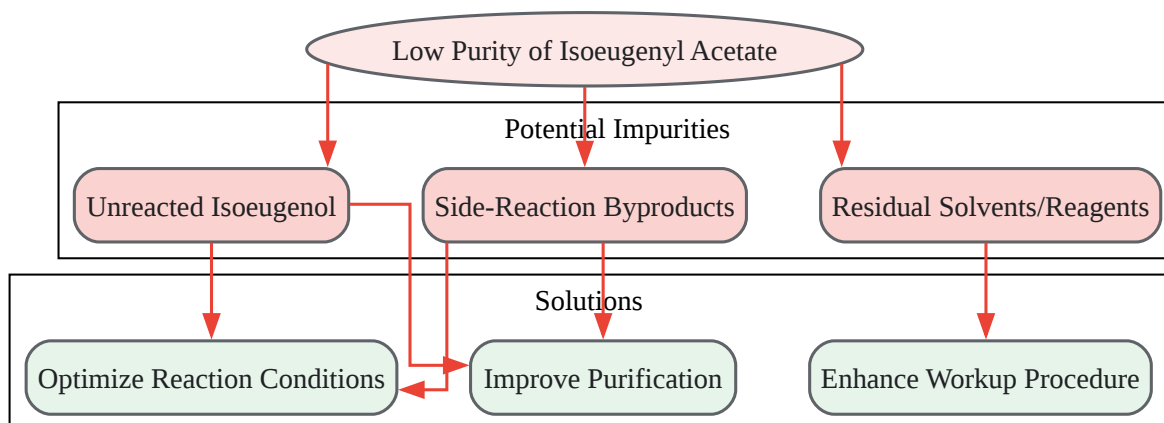 Low Purity of Isoeugenyl Acetate
Potential Impurities
Unreacted Isoeugenol
Side-Reaction Byproducts
Residual Solvents/Reagents
Solutions
Optimize Reaction Conditions
Improve Purification
Enhance Workup Procedure